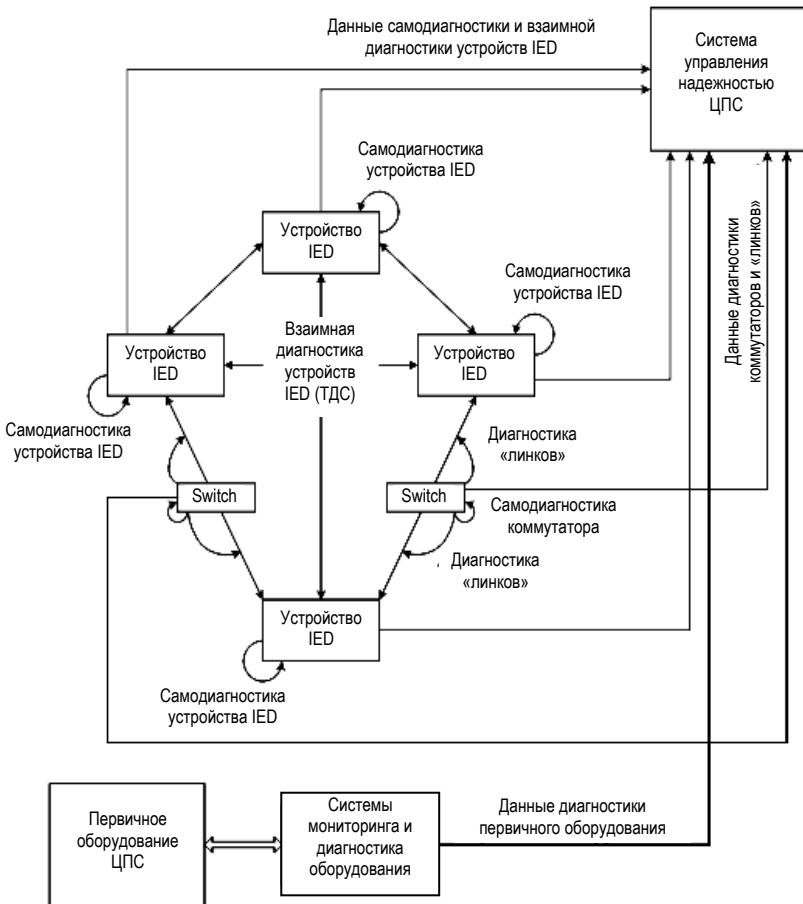 Данные самодиагностики и взаимной
диагностики устройств IED
Система
управления
надежностью
ЦПС
Самодиагностика
устройства IED
Устройство
IED
Самодиагностика
устройства IED
Данные диагностики
коммутаторов и «линков»
Устройство
IED
Взаимная
диагностика
устройств
IED (ТДС)
Устройство
IED
Самодиагностика
устройства IED
Диагностика
«линков»
Switch
Switch
Самодиагностика
коммутатора
Диагностика
«линков»
Устройство
IED
Самодиагностика
устройства IED
Первичное
оборудование
ЦПС
Системы
мониторинга и
диагностика
оборудования
Данные диагностики
первичного оборудования